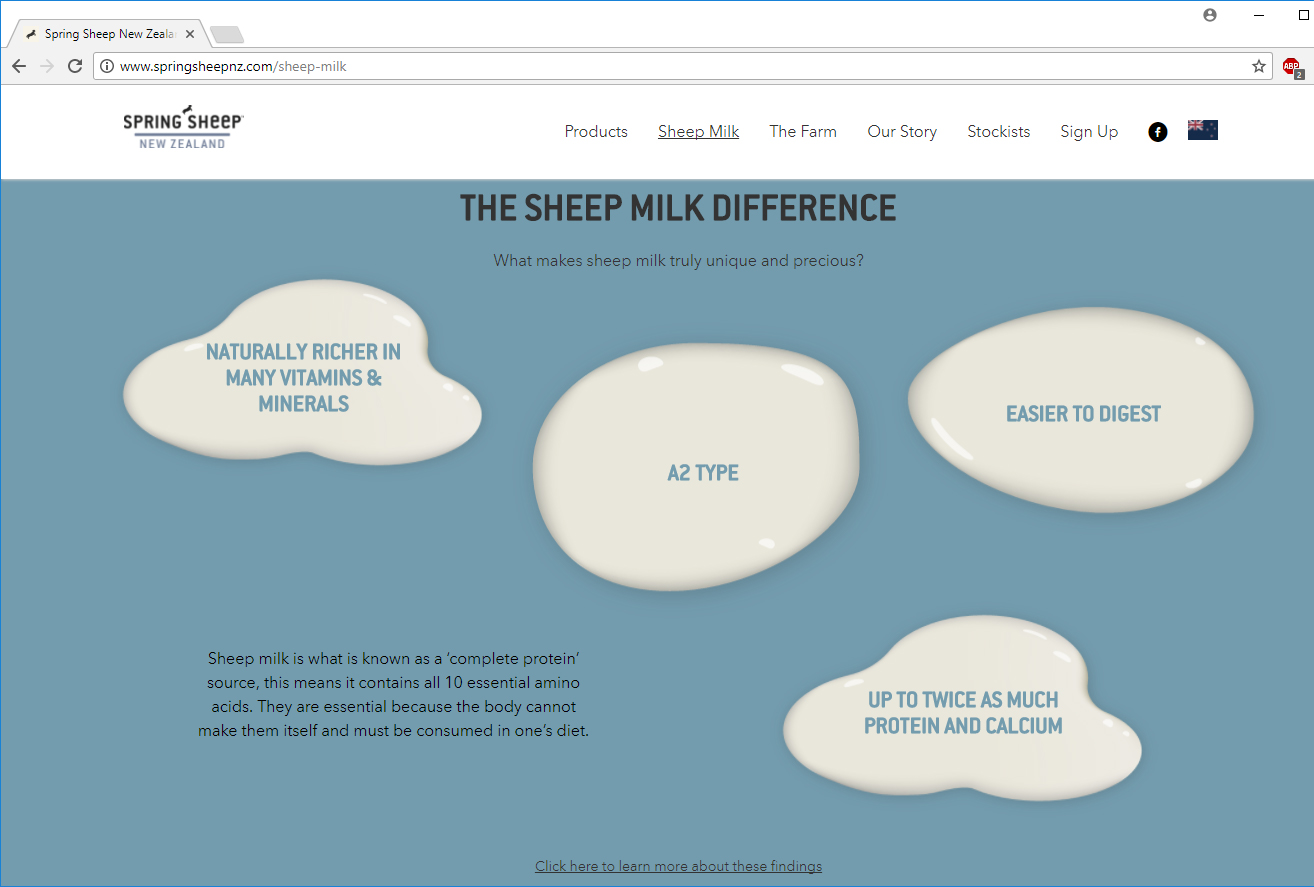 Spring Sheep New Zeala
www.springsheepnz.com/sheep-milk
ABP
2
SPRING SHEEP
NEW ZEALAND
Products
Sheep Milk
The Farm
Our Story
Stockists
Sign Up
THE SHEEP MILK DIFFERENCE
What makes sheep milk truly unique and precious?
NATURALLY RICHER IN
MANY VITAMINS &
MINERALS
A2 TYPE
EASIER TO DIGEST
Sheep milk is what is known as a ‘complete protein’
source, this means it contains all 10 essential amino
acids. They are essential because the body cannot
make them itself and must be consumed in one’s diet.
UP TO TWICE AS MUCH
PROTEIN AND CALCIUM
Click here to learn more about these findings